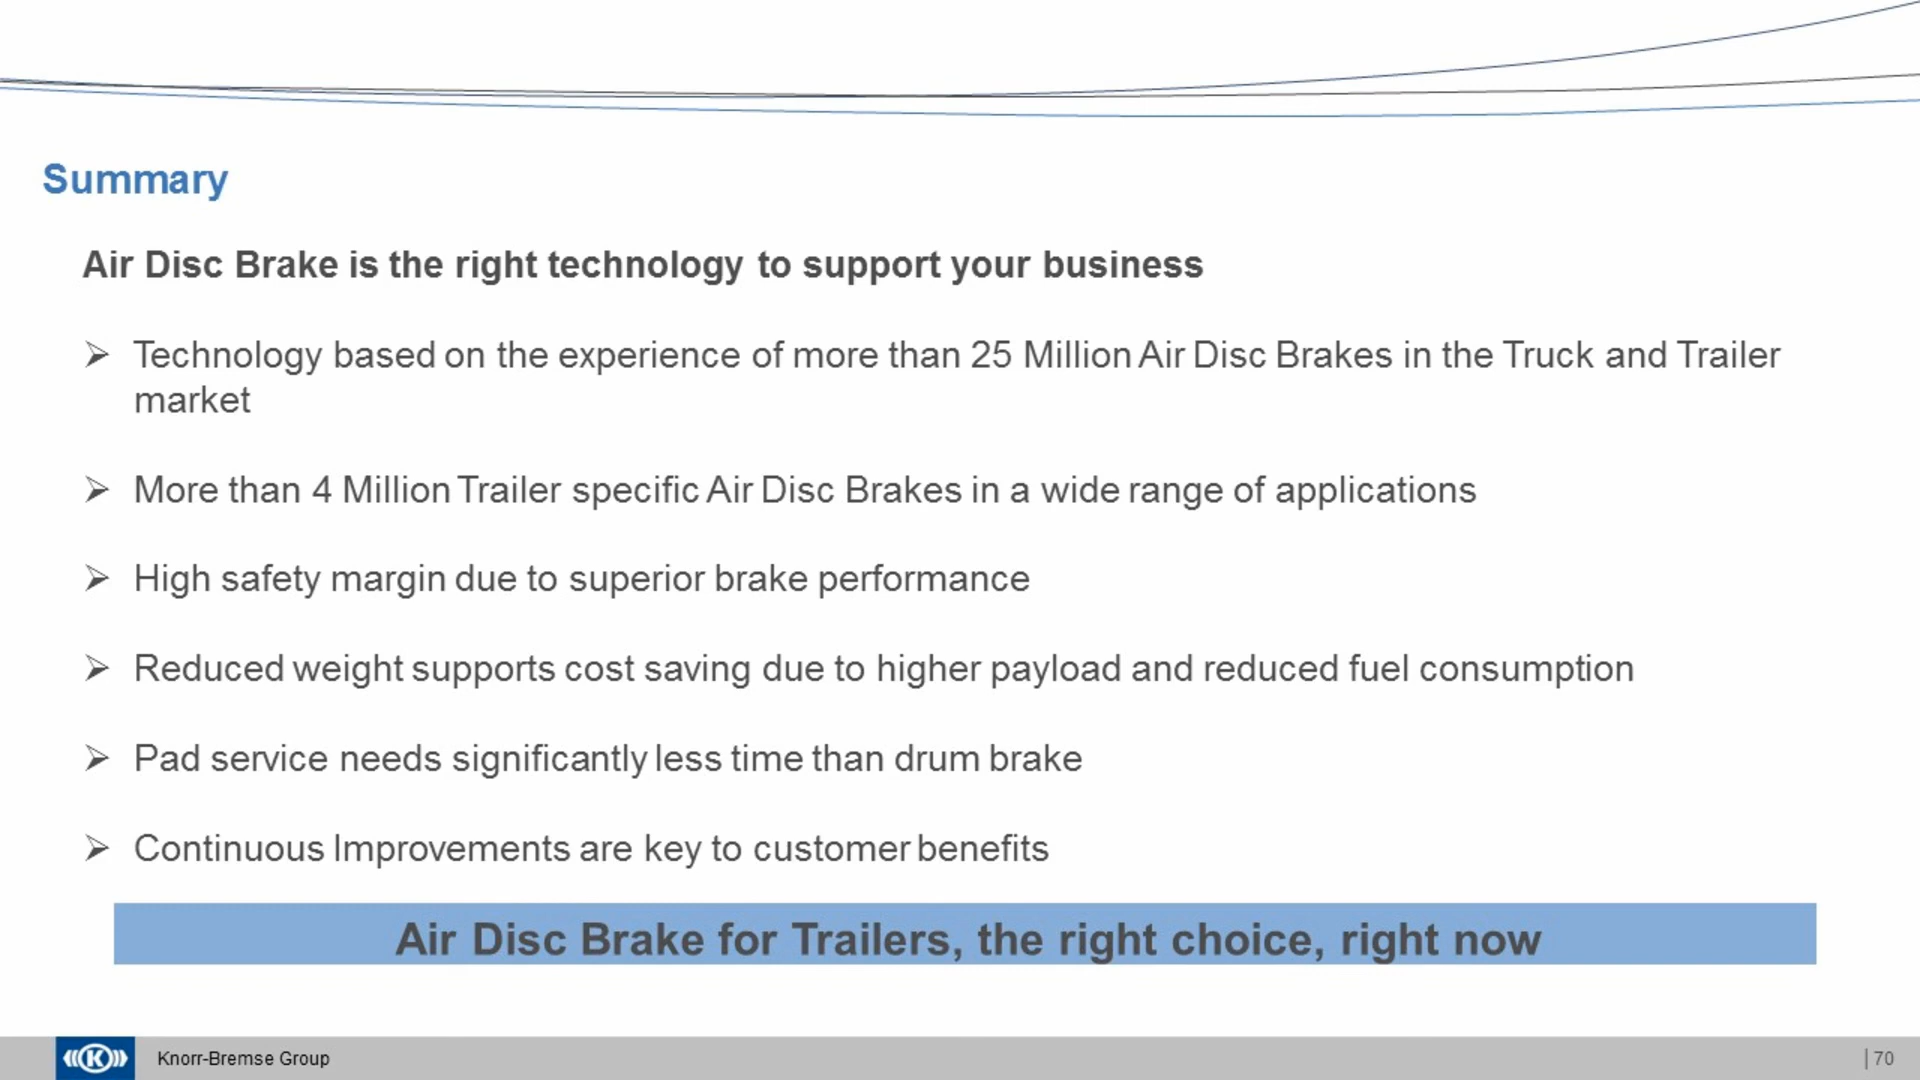 Summary
Air Disc Brake is the right technology to support your business
➢ Technology based on the experience of more than 25 Million Air Disc Brakes in the Truck and Trailer
market
➢ More than 4 Million Trailer specific Air Disc Brakes in a wide range of applications
➢ High safety margin due to superior brake performance
➢ Reduced weight supports cost saving due to higher payload and reduced fuel consumption
➢ Pad service needs significantly less time than drum brake
➢ Continuous Improvements are key to customer benefits
Air Disc Brake for Trailers, the right choice, right now
((K)) Knorr-Bremse Group
| 70